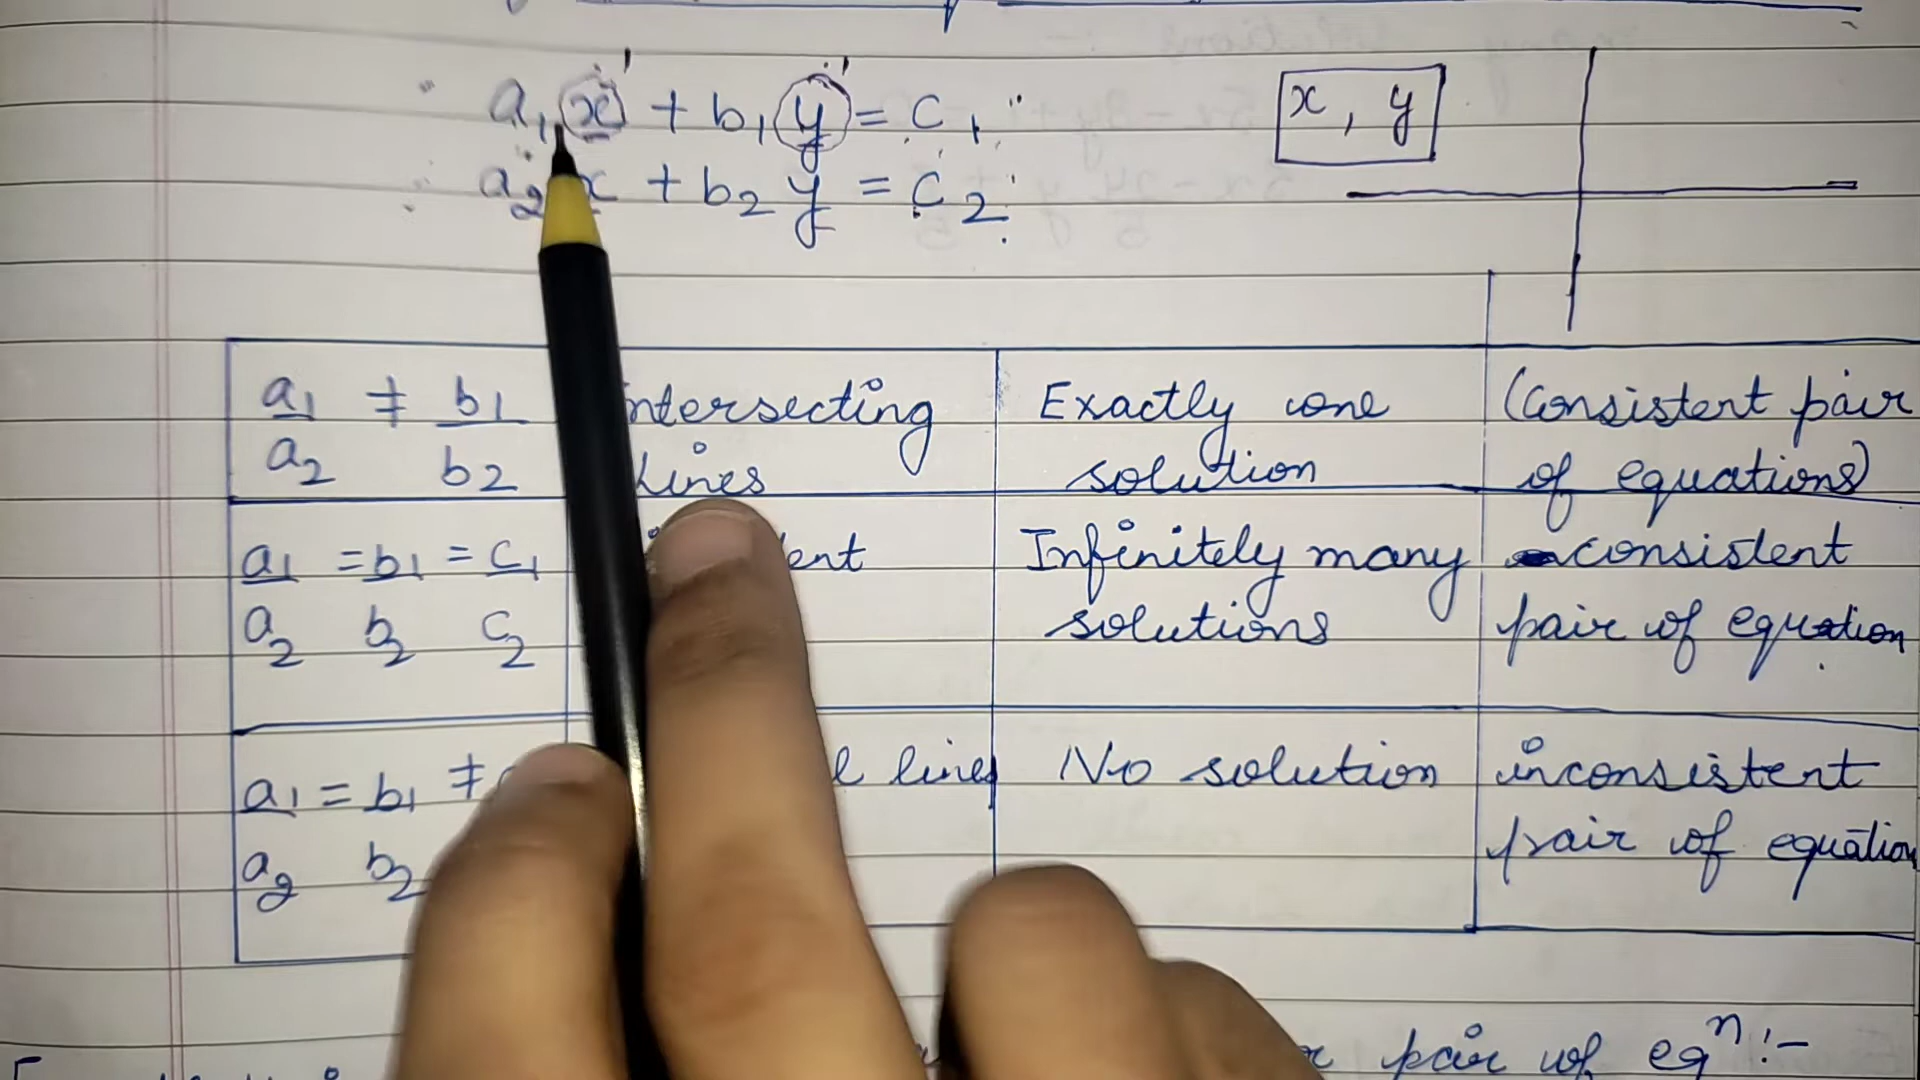 a₁x + b₁y = c₁
a₂x + b₂y = c₂
x, y
a₁/a₂ ≠ b₁/b₂
intersecting
Lines
Exactly one
solution
(Consistent pair
of equations)
a₁/a₂ = b₁/b₂ = c₁/c₂
Infinitely many
solutions
consistent
pair of equation
a₁/a₂ = b₁/b₂ ≠
lines
No solution
inconsistent
pair of equation
pair of eqⁿ :-